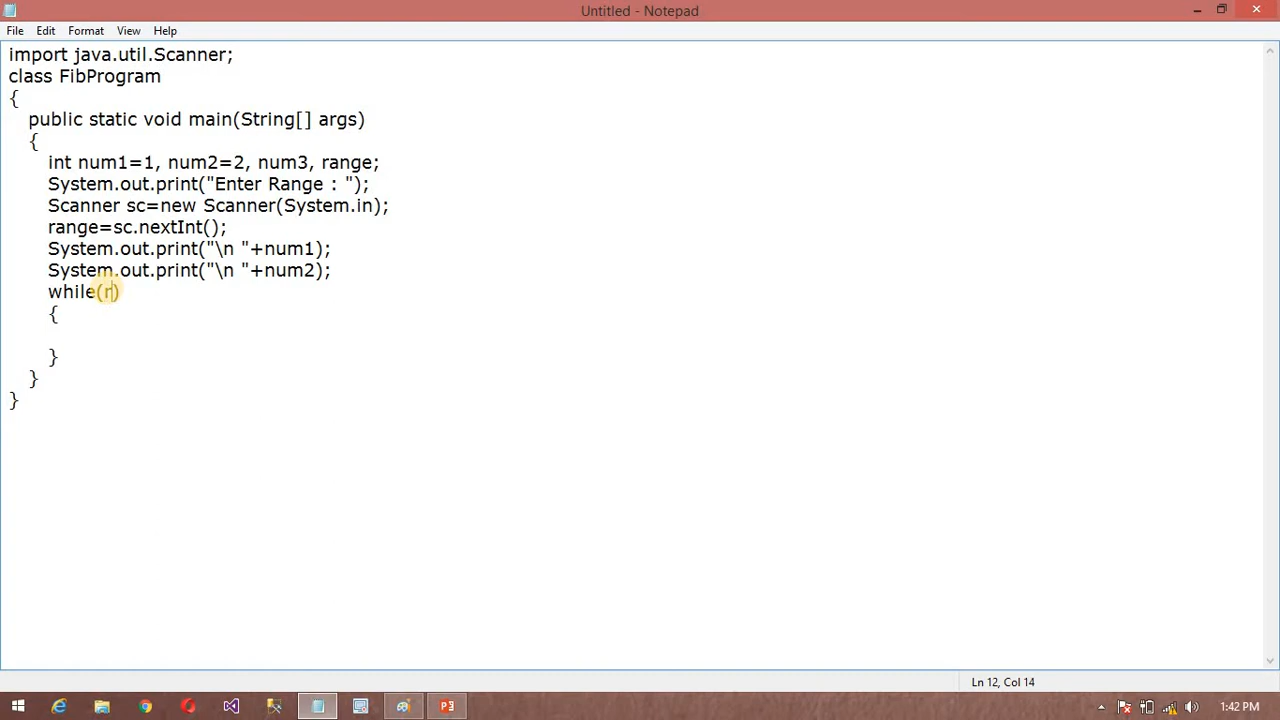 Untitled - Notepad
File Edit Format View Help
import java.util.Scanner;
class FibProgram
{
public static void main(String[] args)
{
int num1=1, num2=2, num3, range;
System.out.print("Enter Range : ");
Scanner sc=new Scanner(System.in);
range=sc.nextInt();
System.out.print("\n "+num1);
System.out.print("\n "+num2);
while(r)
{
}
}
}
Ln 12, Col 14
1:42 PM